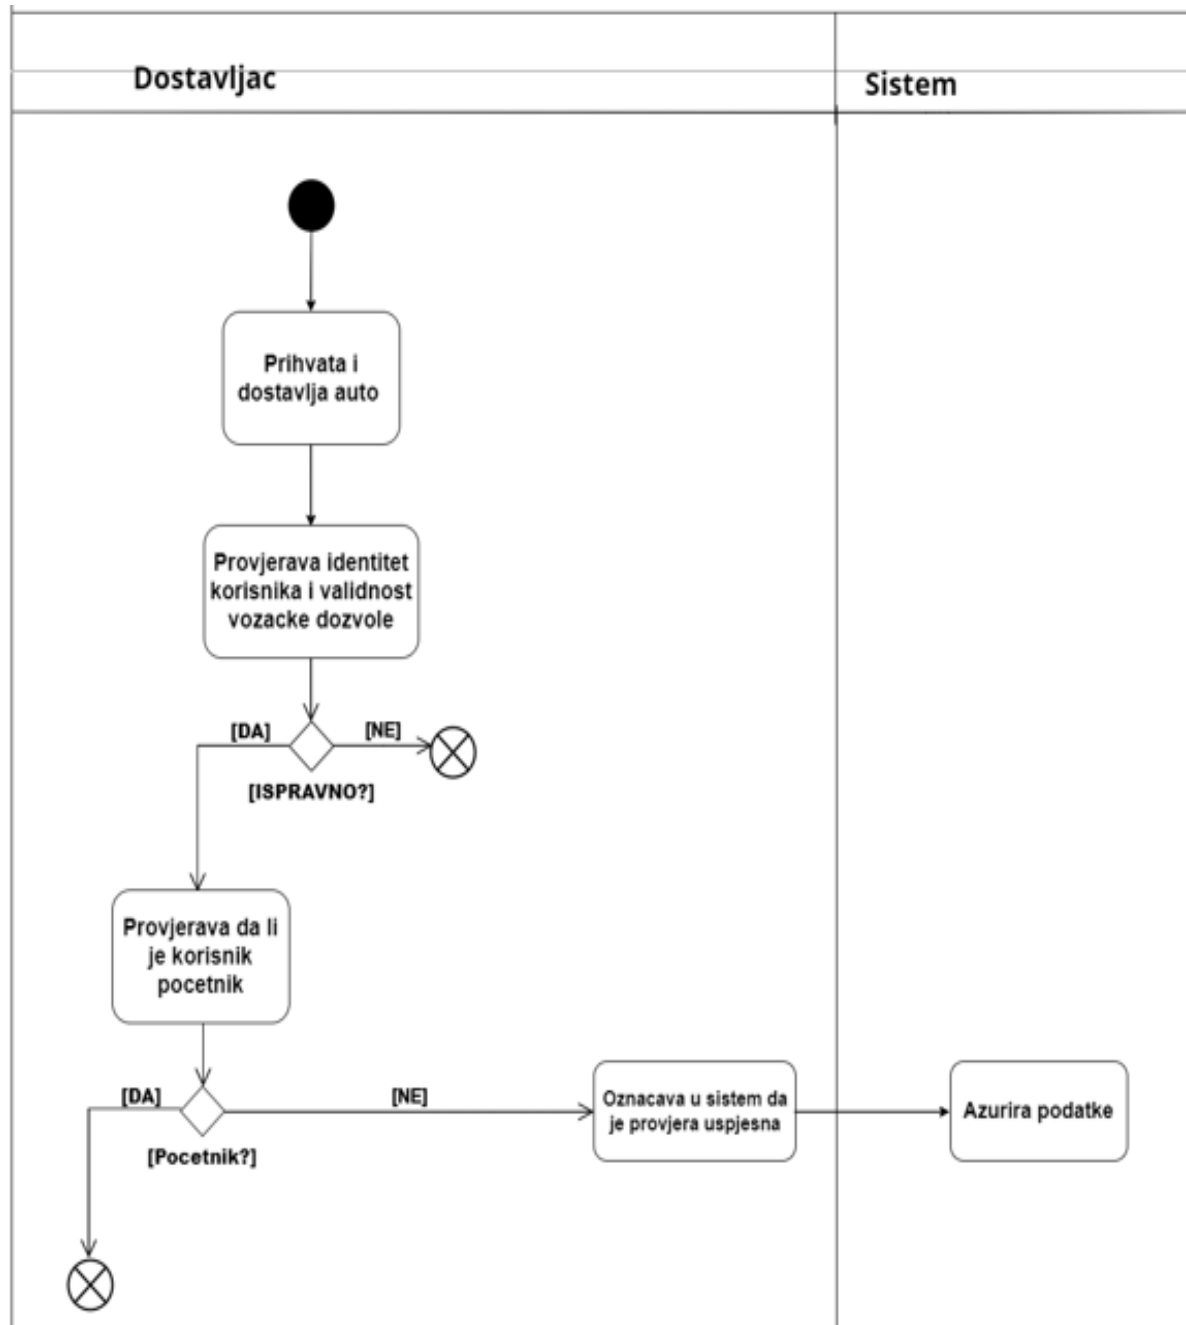 Dostavljac
Sistem
Prihvata i
dostavlja auto
Provjerava identitet
korisnika i validnost
vozacke dozvole
[DA]
[NE]
[ISPRAVNO?]
Provjerava da li
je korisnik
pocetnik
[DA]
[NE]
[Pocetnik?]
Oznacava u sistem da
je provjera uspjesna
Azurira podatke